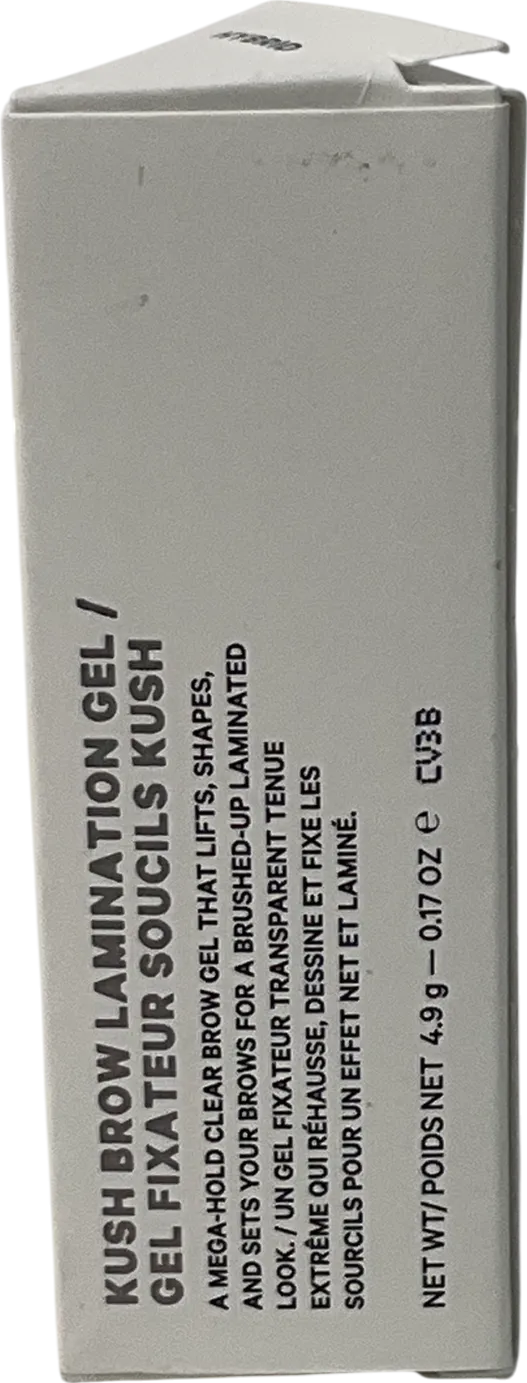 HYBRID
KUSH BROW LAMINATION GEL /
GEL FIXATEUR SOUCILS KUSH
A MEGA-HOLD CLEAR BROW GEL THAT LIFTS, SHAPES,
AND SETS YOUR BROWS FOR A BRUSHED-UP LAMINATED
LOOK. / UN GEL FIXATEUR TRANSPARENT TENUE
EXTRÊME QUI RÉHAUSSE, DESSINE ET FIXE LES
SOURCILS POUR UN EFFET NET ET LAMINÉ.
NET WT/ POIDS NET 4.9 g — 0.17 OZ ℮ CV3B